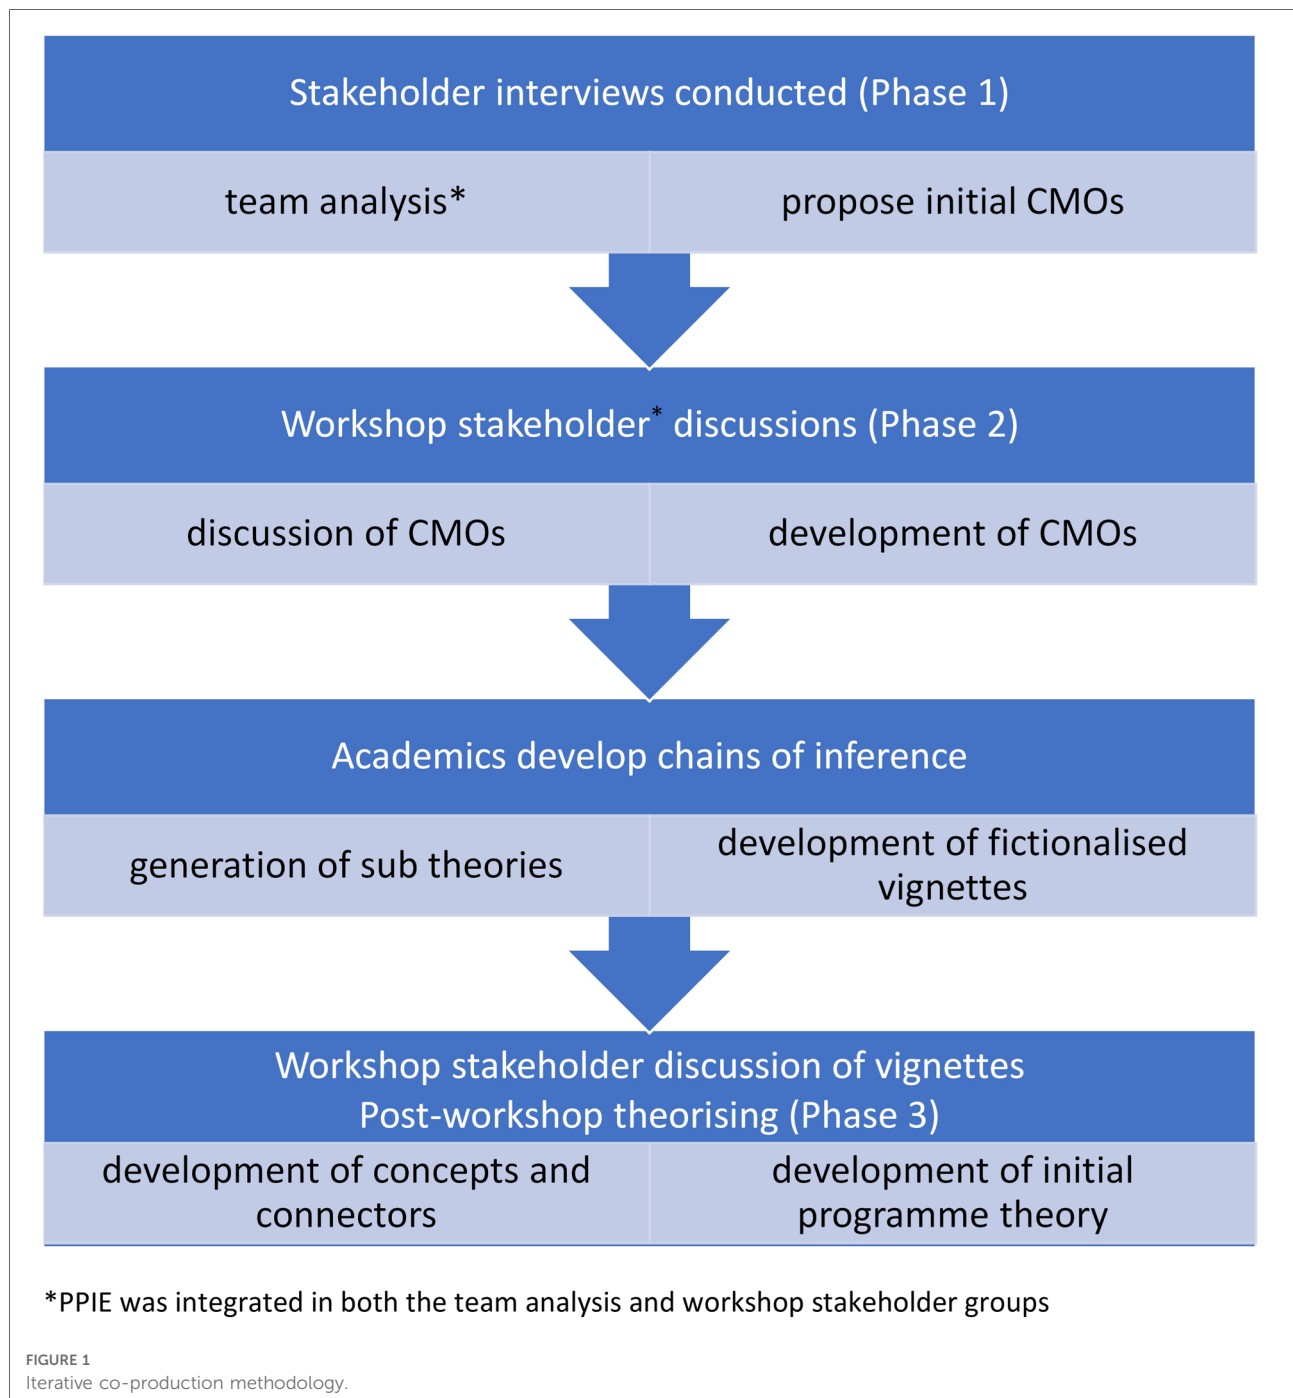 Stakeholder interviews conducted (Phase 1)
team analysis*
propose initial CMOs
Workshop stakeholder* discussions (Phase 2)
discussion of CMOs
development of CMOs
Academics develop chains of inference
generation of sub theories
development of fictionalised
vignettes
Workshop stakeholder discussion of vignettes
Post-workshop theorising (Phase 3)
development of concepts and
connectors
development of initial
programme theory
*PPIE was integrated in both the team analysis and workshop stakeholder groups
FIGURE 1
Iterative co-production methodology.